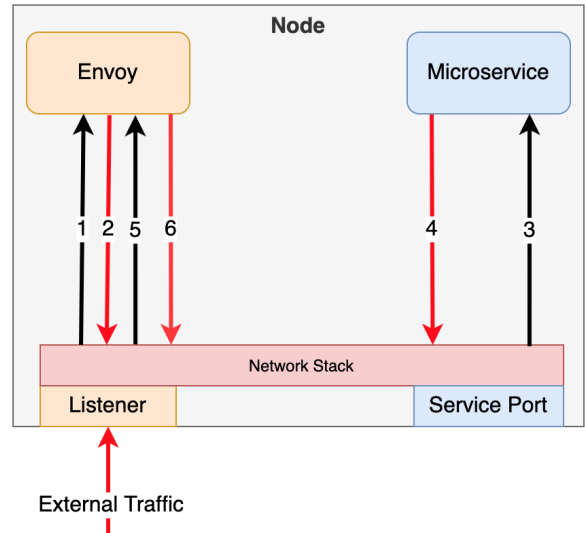 Node
Envoy
Microservice
1
2
5
6
4
3
Network Stack
Listener
Service Port
External Traffic